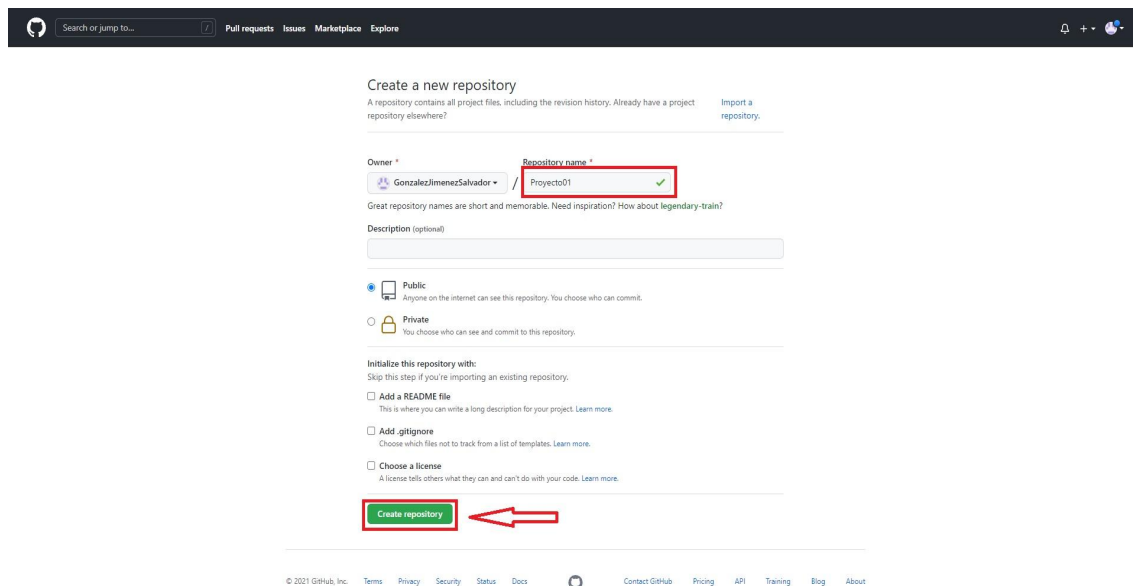 Search or jump to... /
Pull requests Issues Marketplace Explore
Create a new repository
A repository contains all project files, including the revision history. Already have a project
repository elsewhere?
Import a
repository.
Owner *
Repository name *
GonzalezJimenezSalvador / Proyecto01
Great repository names are short and memorable. Need inspiration? How about legendary-train?
Description (optional)
Public
Anyone on the internet can see this repository. You choose who can commit.
Private
You choose who can see and commit to this repository.
Initialize this repository with:
Skip this step if you're importing an existing repository.
Add a README file
This is where you can write a long description for your project. Learn more.
Add .gitignore
Choose which files not to track from a list of templates. Learn more.
Choose a license
A license tells others what they can and can't do with your code. Learn more.
Create repository
© 2021 GitHub, Inc. Terms Privacy Security Status Docs Contact GitHub Pricing API Training Blog About